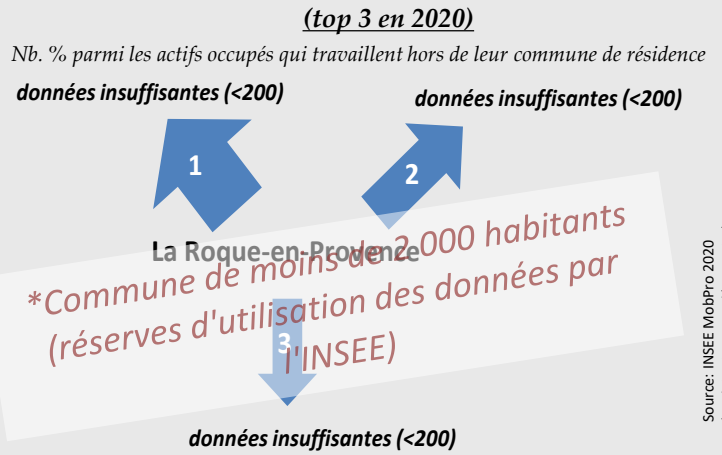 (top 3 en 2020)
Nb. % parmi les actifs occupés qui travaillent hors de leur commune de résidence
données insuffisantes (<200)
données insuffisantes (<200)
1
2
La Roque-en-Provence
*Commune de moins de 2 000 habitants
(réserves d'utilisation des données par
l'INSEE)
3
données insuffisantes (<200)
Source: INSEE MobPro 2020